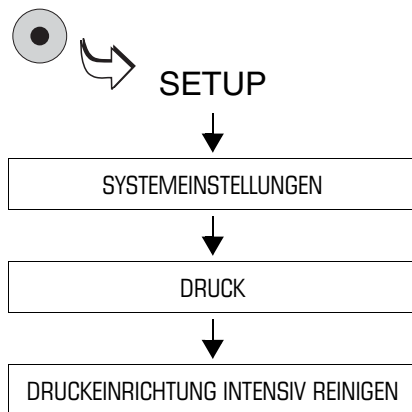 SETUP
SYSTEMEINSTELLUNGEN
DRUCK
DRUCKEINRICHTUNG INTENSIV REINIGEN